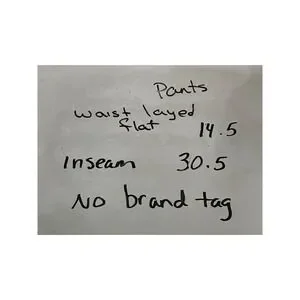 Pants
waist layed
flat 14.5
Inseam 30.5
No brand tag